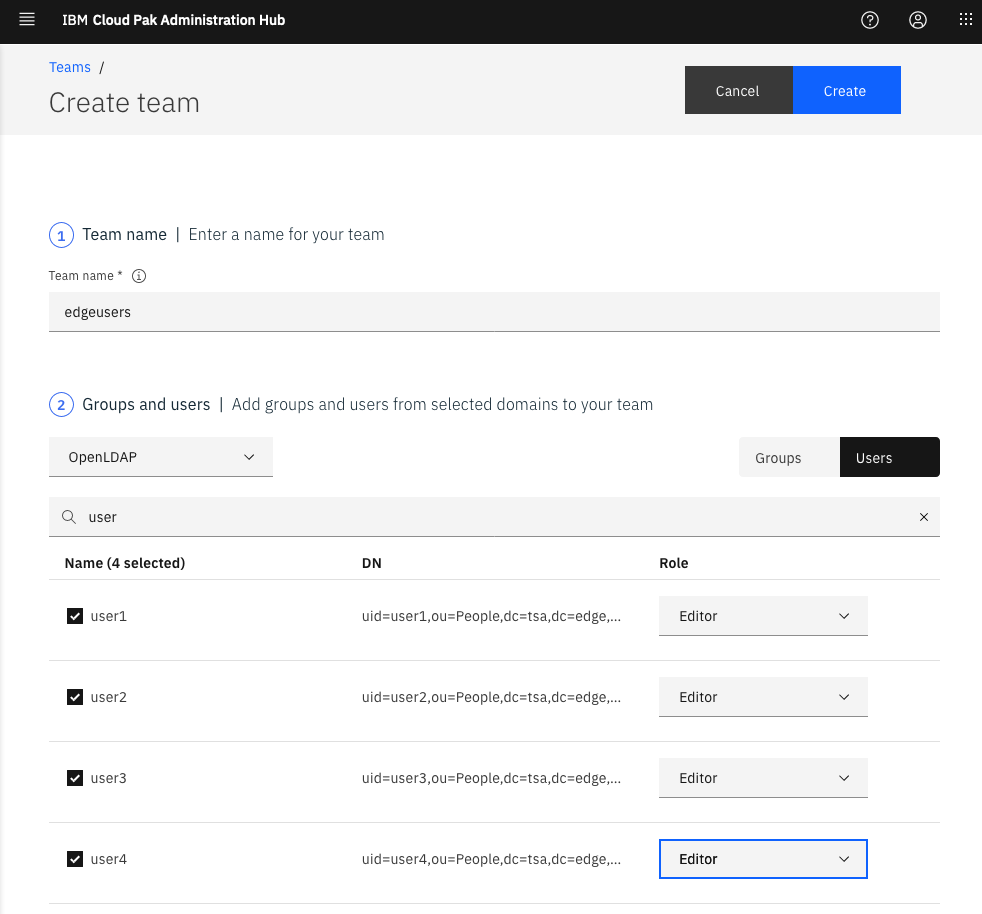 IBM Cloud Pak Administration Hub
Teams /
Create team
Cancel
Create
1 Team name | Enter a name for your team
Team name *
edgeusers
2 Groups and users | Add groups and users from selected domains to your team
OpenLDAP
Groups
Users
user
Name (4 selected) DN Role
user1 uid=user1,ou=People,dc=tsa,dc=edge,... Editor
user2 uid=user2,ou=People,dc=tsa,dc=edge,... Editor
user3 uid=user3,ou=People,dc=tsa,dc=edge,... Editor
user4 uid=user4,ou=People,dc=tsa,dc=edge,... Editor